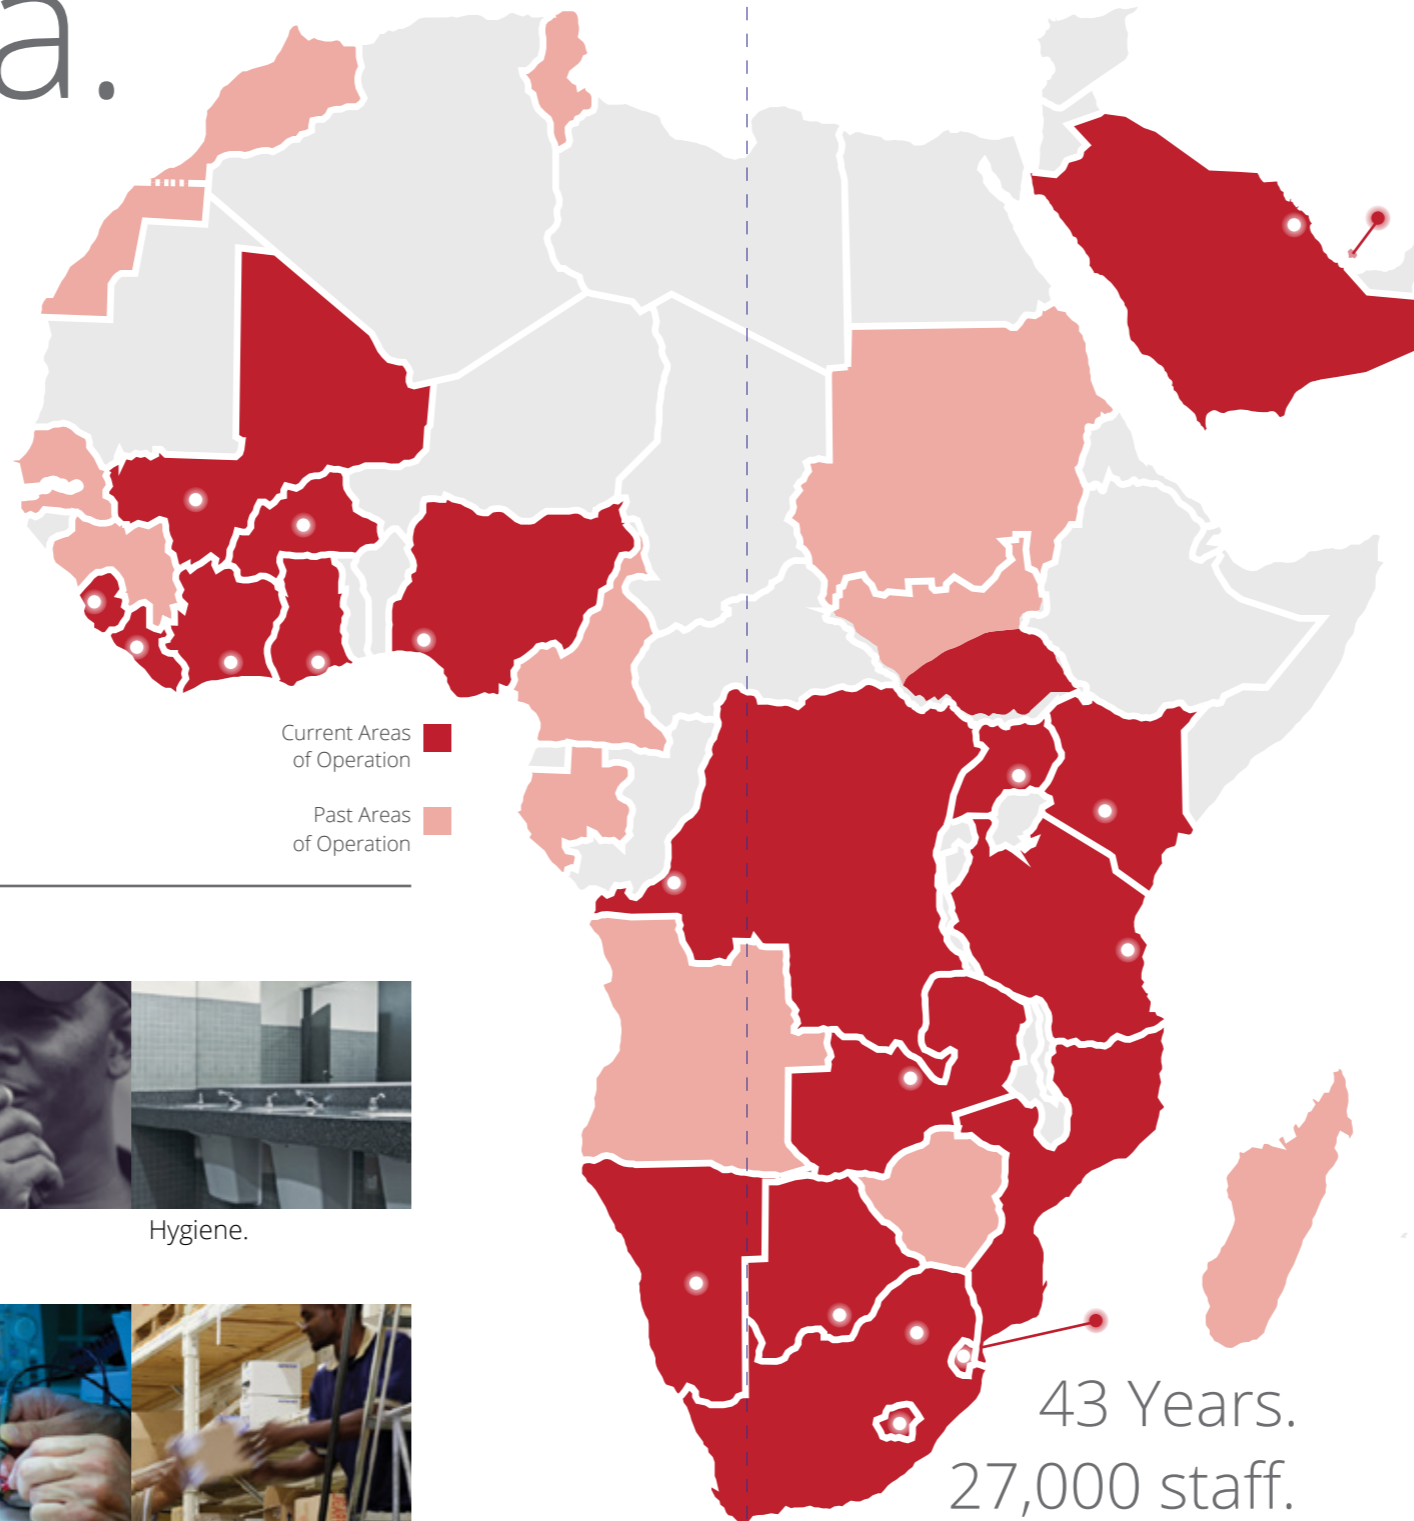 a.
Current Areas
of Operation
Past Areas
of Operation
Hygiene.
43 Years.
27,000 staff.